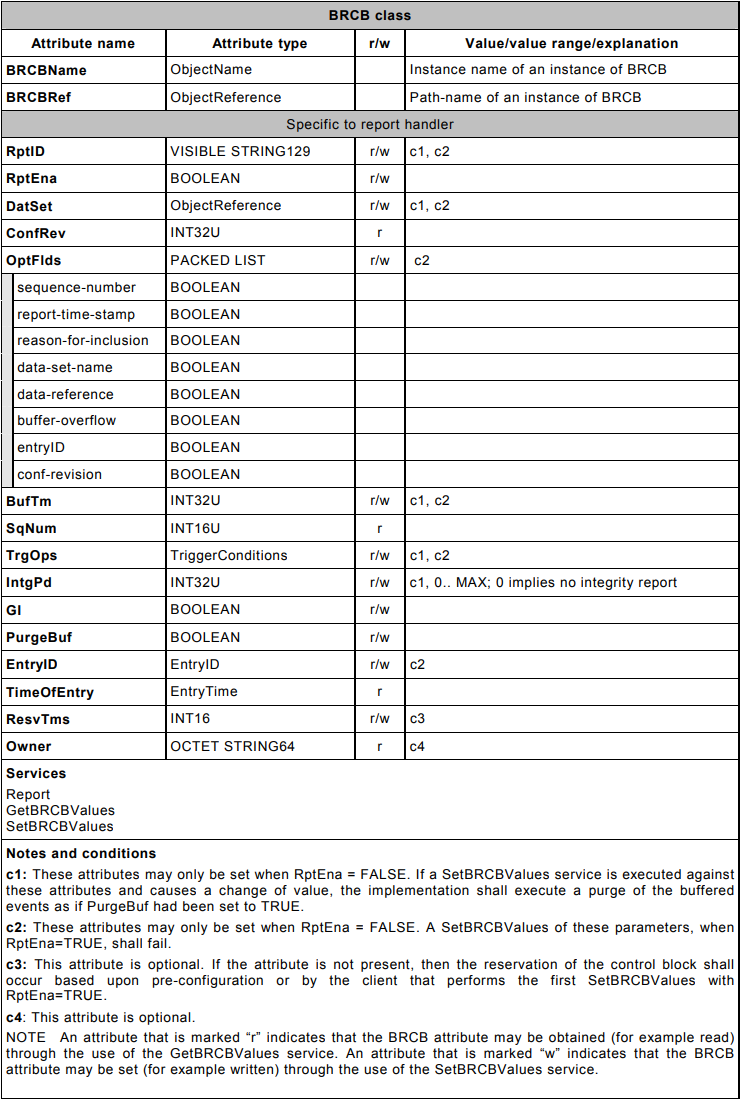 BRCB class
Attribute name Attribute type r/w Value/value range/explanation
BRCBName ObjectName Instance name of an instance of BRCB
BRCBRef ObjectReference Path-name of an instance of BRCB
Specific to report handler
RptID VISIBLE STRING129 r/w c1, c2
RptEna BOOLEAN r/w
DatSet ObjectReference r/w c1, c2
ConfRev INT32U r
OptFlds PACKED LIST r/w c2
sequence-number BOOLEAN
report-time-stamp BOOLEAN
reason-for-inclusion BOOLEAN
data-set-name BOOLEAN
data-reference BOOLEAN
buffer-overflow BOOLEAN
entryID BOOLEAN
conf-revision BOOLEAN
BufTm INT32U r/w c1, c2
SqNum INT16U r
TrgOps TriggerConditions r/w c1, c2
IntgPd INT32U r/w c1, 0.. MAX; 0 implies no integrity report
GI BOOLEAN r/w
PurgeBuf BOOLEAN r/w
EntryID EntryID r/w c2
TimeOfEntry EntryTime r
ResvTms INT16 r/w c3
Owner OCTET STRING64 r c4
Services
Report
GetBRCBValues
SetBRCBValues
Notes and conditions
c1: These attributes may only be set when RptEna = FALSE. If a SetBRCBValues service is executed against
these attributes and causes a change of value, the implementation shall execute a purge of the buffered
events as if PurgeBuf had been set to TRUE.
c2: These attributes may only be set when RptEna = FALSE. A SetBRCBValues of these parameters, when
RptEna=TRUE, shall fail.
c3: This attribute is optional. If the attribute is not present, then the reservation of the control block shall
occur based upon pre-configuration or by the client that performs the first SetBRCBValues with
RptEna=TRUE.
c4: This attribute is optional.
NOTE An attribute that is marked “r” indicates that the BRCB attribute may be obtained (for example read)
through the use of the GetBRCBValues service. An attribute that is marked “w” indicates that the BRCB
attribute may be set (for example written) through the use of the SetBRCBValues service.